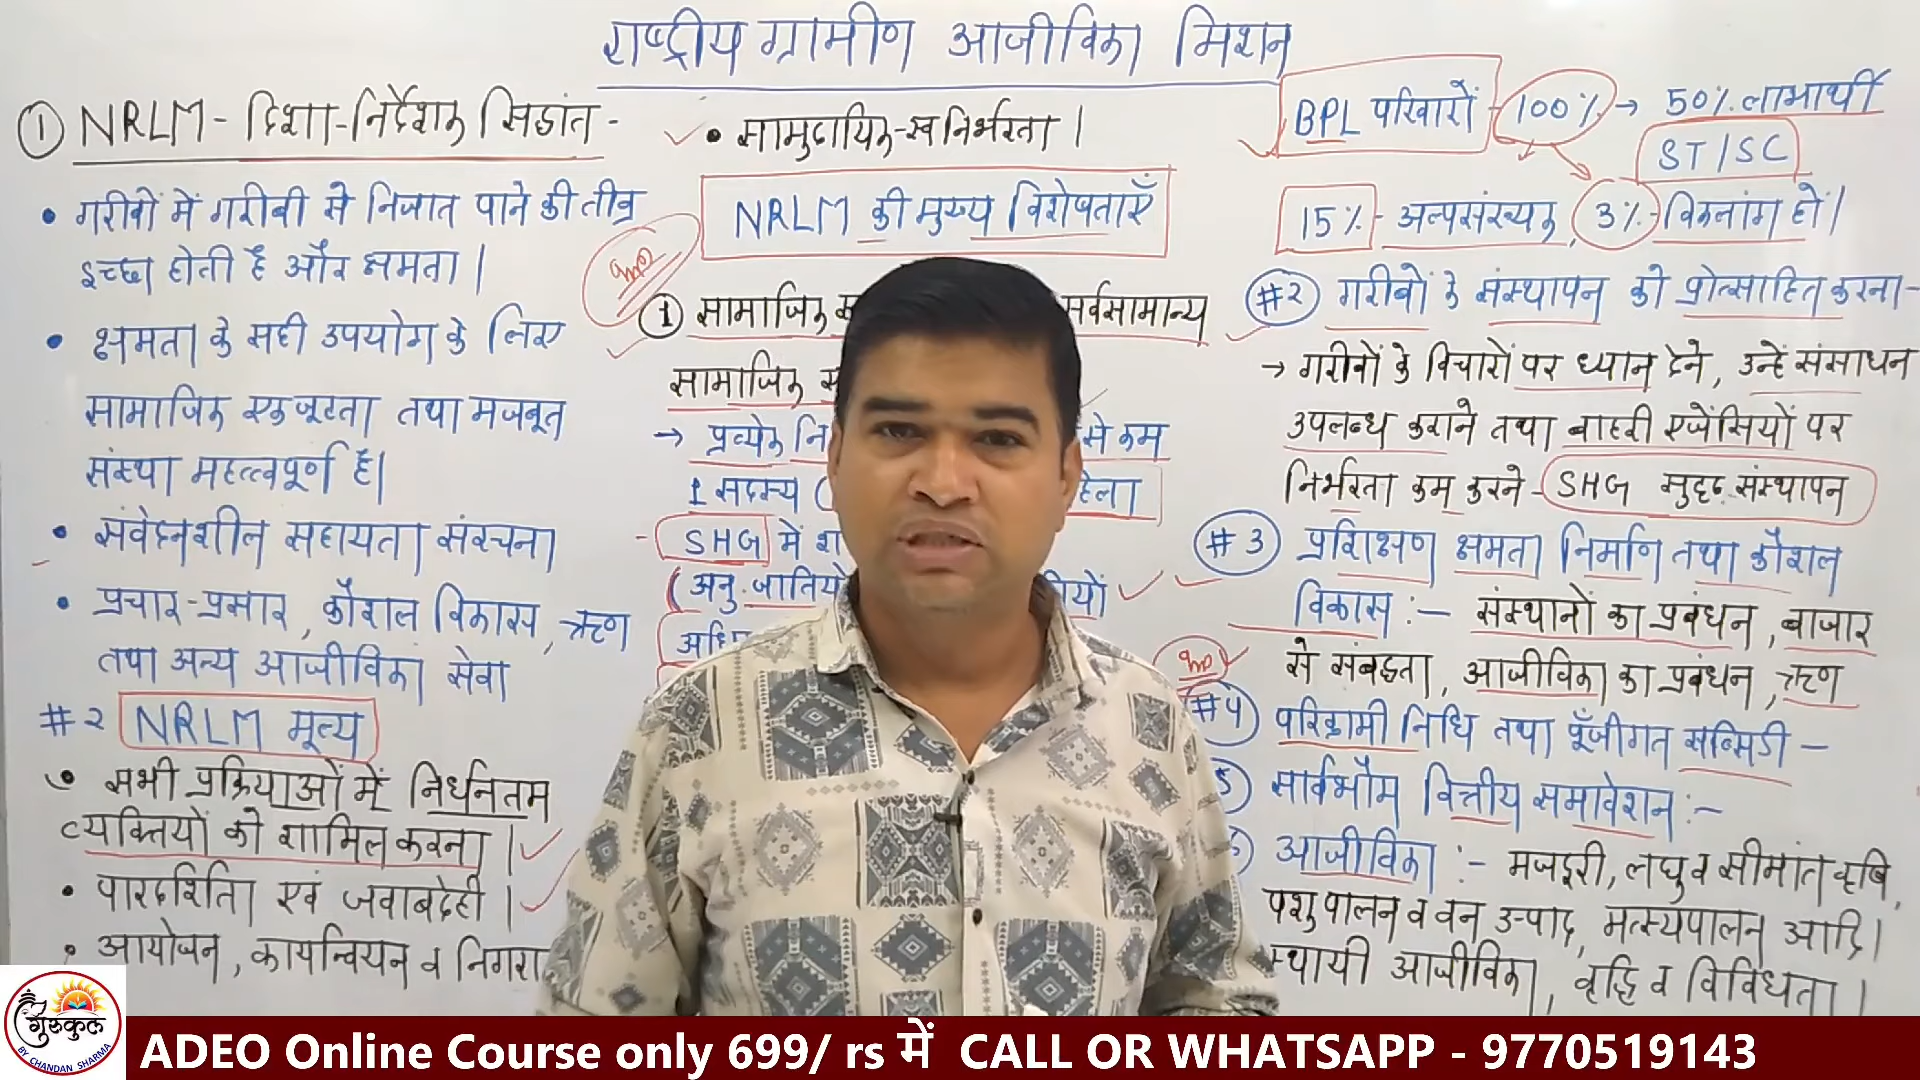 राष्ट्रीय ग्रामीण आजीविका मिशन
① NRLM - दिशा-निर्देशक सिद्धांत -
• गरीबों में गरीबी से निजात पाने की तीव्र
इच्छा होती है और क्षमता।
• क्षमता के सही उपयोग के लिए
सामाजिक एकजूटता तथा मजबूत
संस्था महत्त्वपूर्ण है।
• संवेदनशील सहायता संरचना
• प्रचार-प्रसार, कौशल विकास, ऋण
तथा अन्य आजीविका सेवा
#२ NRLM मूल्य
• सभी प्रक्रियाओं में निर्धनतम
व्यक्तियों को शामिल करना।
• पारदर्शिता एवं जवाबदेही।
• आयोजन, कार्यान्वयन व निगरा
• सामुदायिक-स्वनिर्भरता।
NRLM की मुख्य विशेषताएँ
① सामाजिक सर्वसामान्य
सामाजिक
→ प्रत्येक से कम
1 सदस्य (
SHG में
(अनु. जातियों
BPL परिवारों - 100% → 50% लाभार्थी
ST/SC
15% - अल्पसंख्यक, 3% - विकलांग हो।
#२ गरीबों के संस्थापन को प्रोत्साहित करना -
→ गरीबों के विचारों पर ध्यान देने, उन्हें संसाधन
उपलब्ध कराने तथा बाहरी एजेंसियों पर
निर्भरता कम करने - SHG सुदृढ़ संस्थापन
#3 प्रशिक्षण क्षमता निर्माण तथा कौशल
विकास :- संस्थानों का प्रबंधन, बाजार
से संबद्धता, आजीविका का प्रबंधन, ऋण
#4 परिक्रामी निधि तथा पूँजीगत सब्सिडी -
5 सार्वभौम वित्तीय समावेशन :-
आजीविका :- मजदूरी, लघु व सीमांत कृषि,
पशुपालन व वन उत्पाद, मत्स्यपालन आदि।
स्थायी आजीविका, वृद्धि व विविधता।
गुरुकुल
BY CHANDAN SHARMA
ADEO Online Course only 699/ rs में CALL OR WHATSAPP - 9770519143